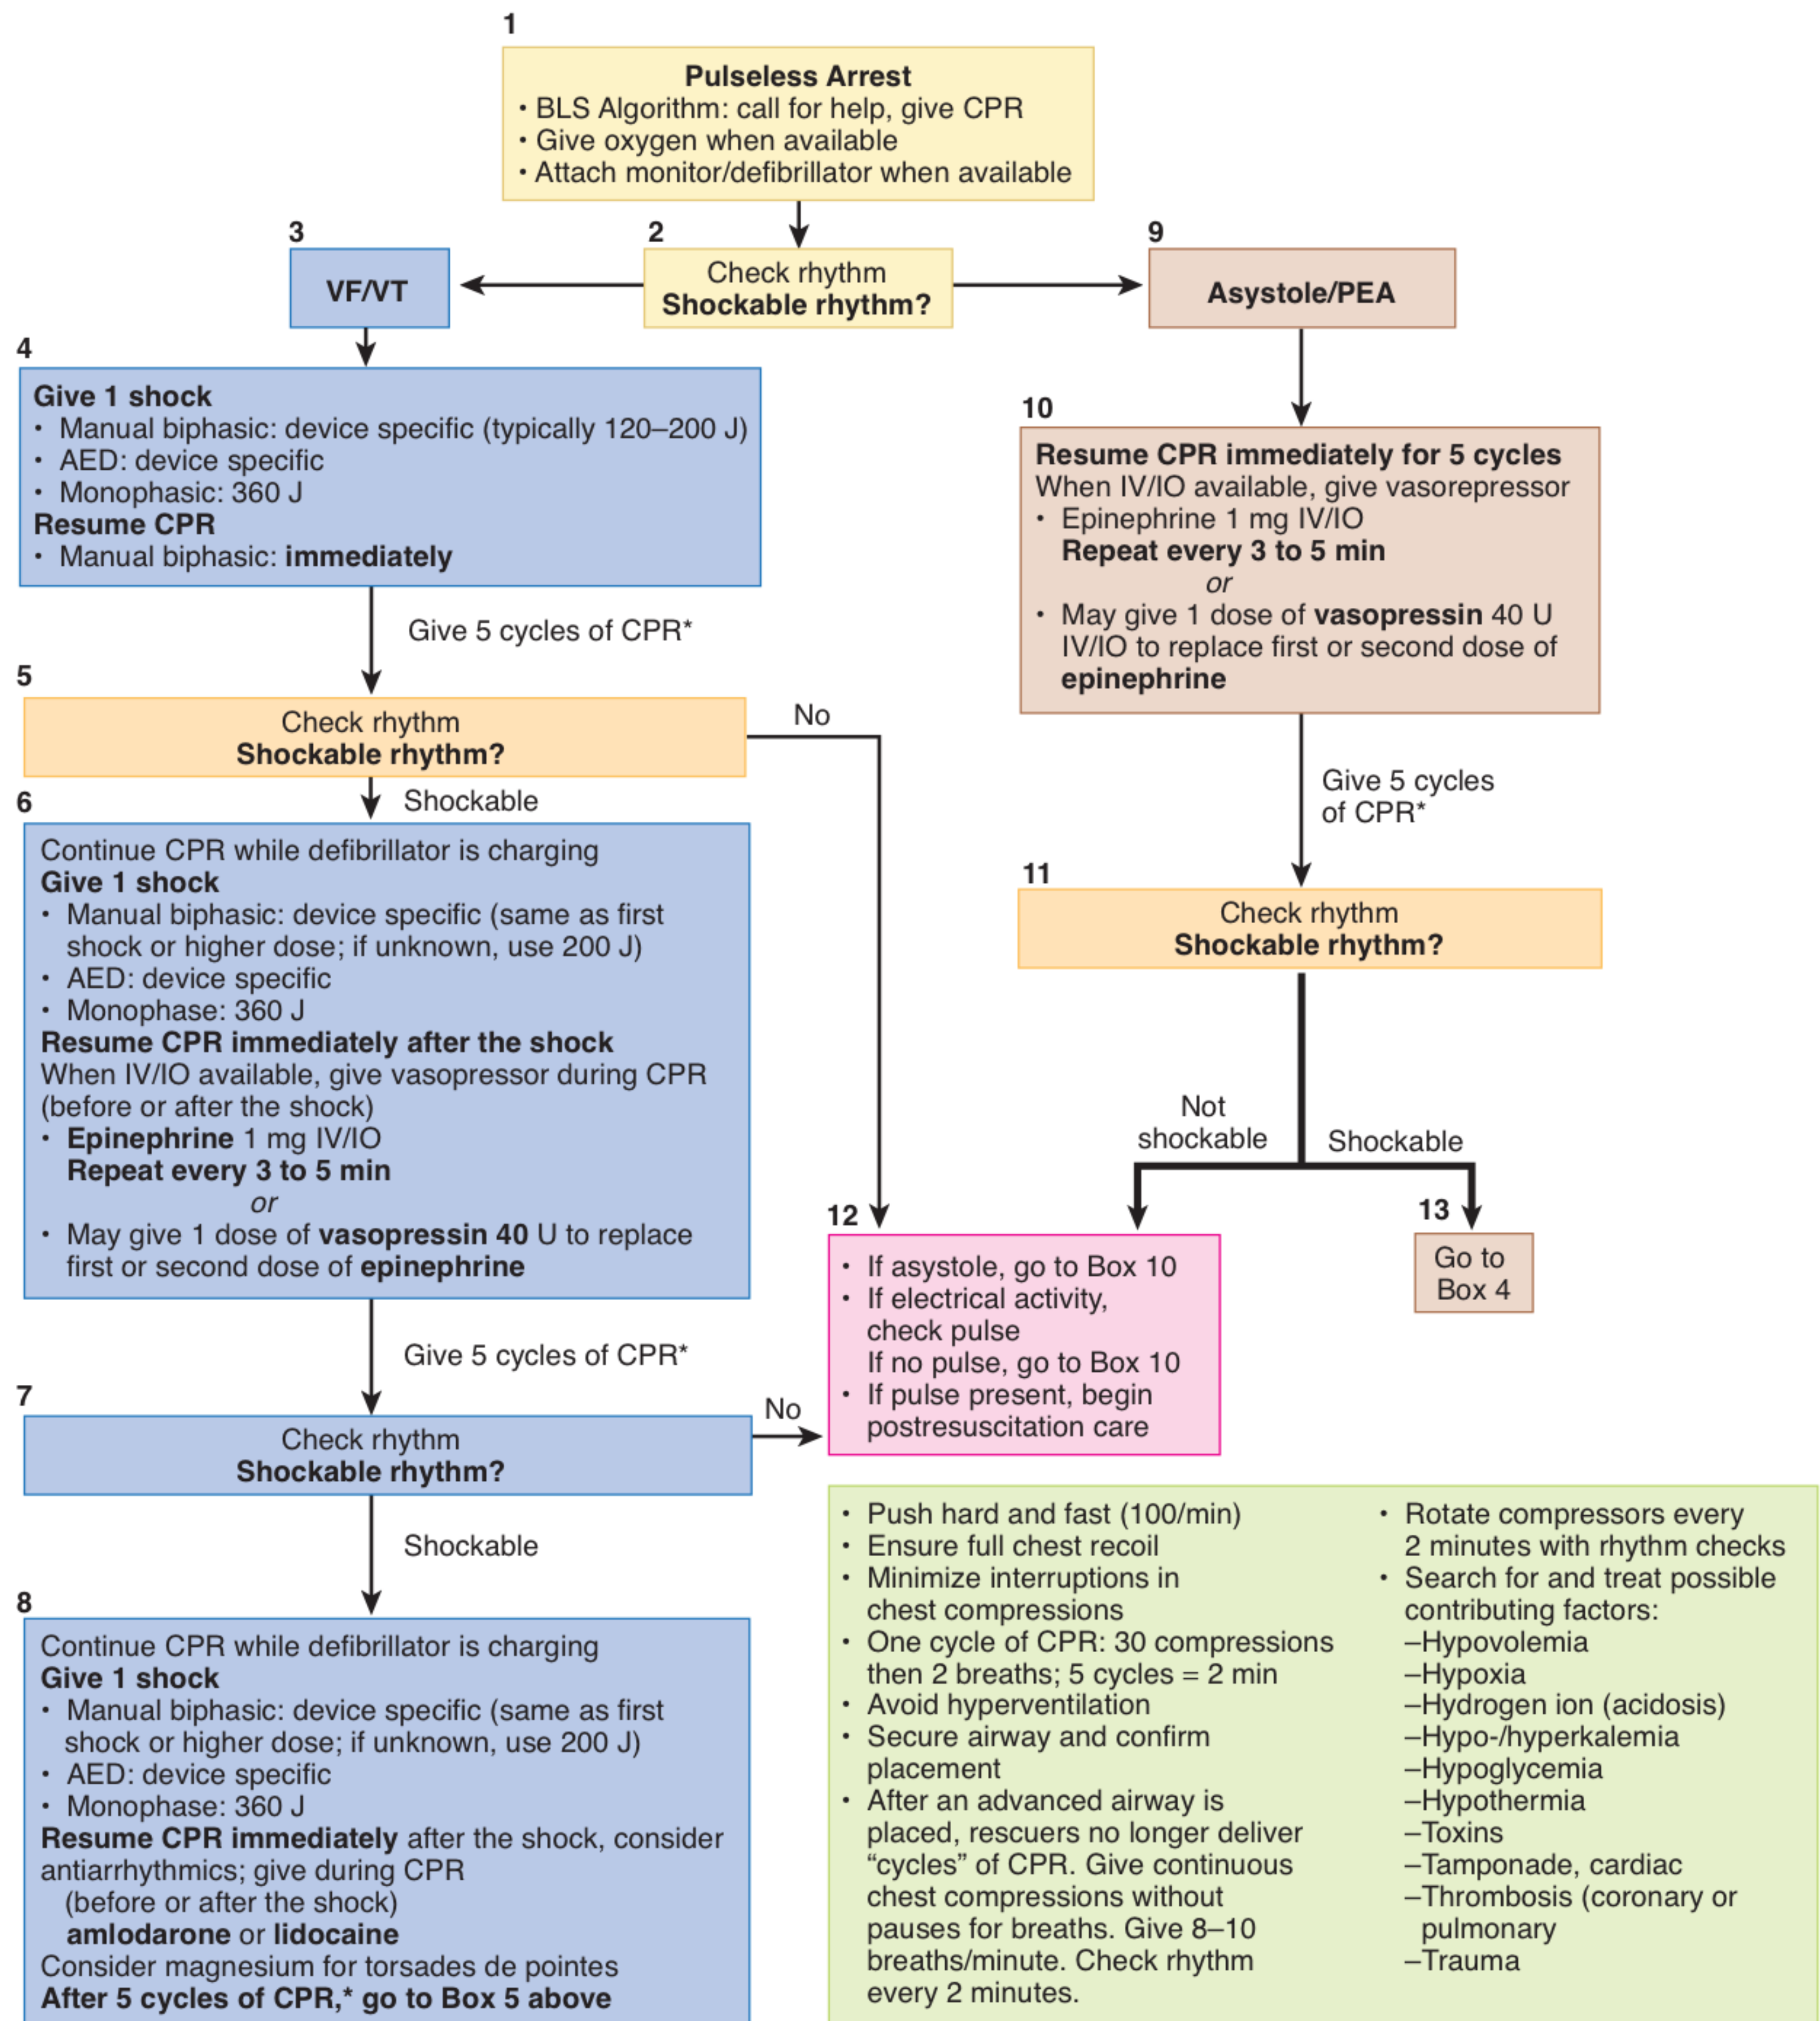 1
Pulseless Arrest
• BLS Algorithm: call for help, give CPR
• Give oxygen when available
• Attach monitor/defibrillator when available
2
Check rhythm
Shockable rhythm?
3
VF/VT
4
Give 1 shock
• Manual biphasic: device specific (typically 120–200 J)
• AED: device specific
• Monophasic: 360 J
Resume CPR
• Manual biphasic: immediately
Give 5 cycles of CPR*
5
Check rhythm
Shockable rhythm?
No
Shockable
6
Continue CPR while defibrillator is charging
Give 1 shock
• Manual biphasic: device specific (same as first
shock or higher dose; if unknown, use 200 J)
• AED: device specific
• Monophase: 360 J
Resume CPR immediately after the shock
When IV/IO available, give vasopressor during CPR
(before or after the shock)
• Epinephrine 1 mg IV/IO
Repeat every 3 to 5 min
or
• May give 1 dose of vasopressin 40 U to replace
first or second dose of epinephrine
Give 5 cycles of CPR*
7
Check rhythm
Shockable rhythm?
No
Shockable
8
Continue CPR while defibrillator is charging
Give 1 shock
• Manual biphasic: device specific (same as first
shock or higher dose; if unknown, use 200 J)
• AED: device specific
• Monophase: 360 J
Resume CPR immediately after the shock, consider
antiarrhythmics; give during CPR
(before or after the shock)
amlodarone or lidocaine
Consider magnesium for torsades de pointes
After 5 cycles of CPR,* go to Box 5 above
9
Asystole/PEA
10
Resume CPR immediately for 5 cycles
When IV/IO available, give vasorepressor
• Epinephrine 1 mg IV/IO
Repeat every 3 to 5 min
or
• May give 1 dose of vasopressin 40 U
IV/IO to replace first or second dose of
epinephrine
Give 5 cycles
of CPR*
11
Check rhythm
Shockable rhythm?
Not
shockable
Shockable
12
• If asystole, go to Box 10
• If electrical activity,
check pulse
If no pulse, go to Box 10
• If pulse present, begin
postresuscitation care
13
Go to
Box 4
• Push hard and fast (100/min)
• Ensure full chest recoil
• Minimize interruptions in
chest compressions
• One cycle of CPR: 30 compressions
then 2 breaths; 5 cycles = 2 min
• Avoid hyperventilation
• Secure airway and confirm
placement
• After an advanced airway is
placed, rescuers no longer deliver
“cycles” of CPR. Give continuous
chest compressions without
pauses for breaths. Give 8–10
breaths/minute. Check rhythm
every 2 minutes.
• Rotate compressors every
2 minutes with rhythm checks
• Search for and treat possible
contributing factors:
–Hypovolemia
–Hypoxia
–Hydrogen ion (acidosis)
–Hypo-/hyperkalemia
–Hypoglycemia
–Hypothermia
–Toxins
–Tamponade, cardiac
–Thrombosis (coronary or
pulmonary
–Trauma